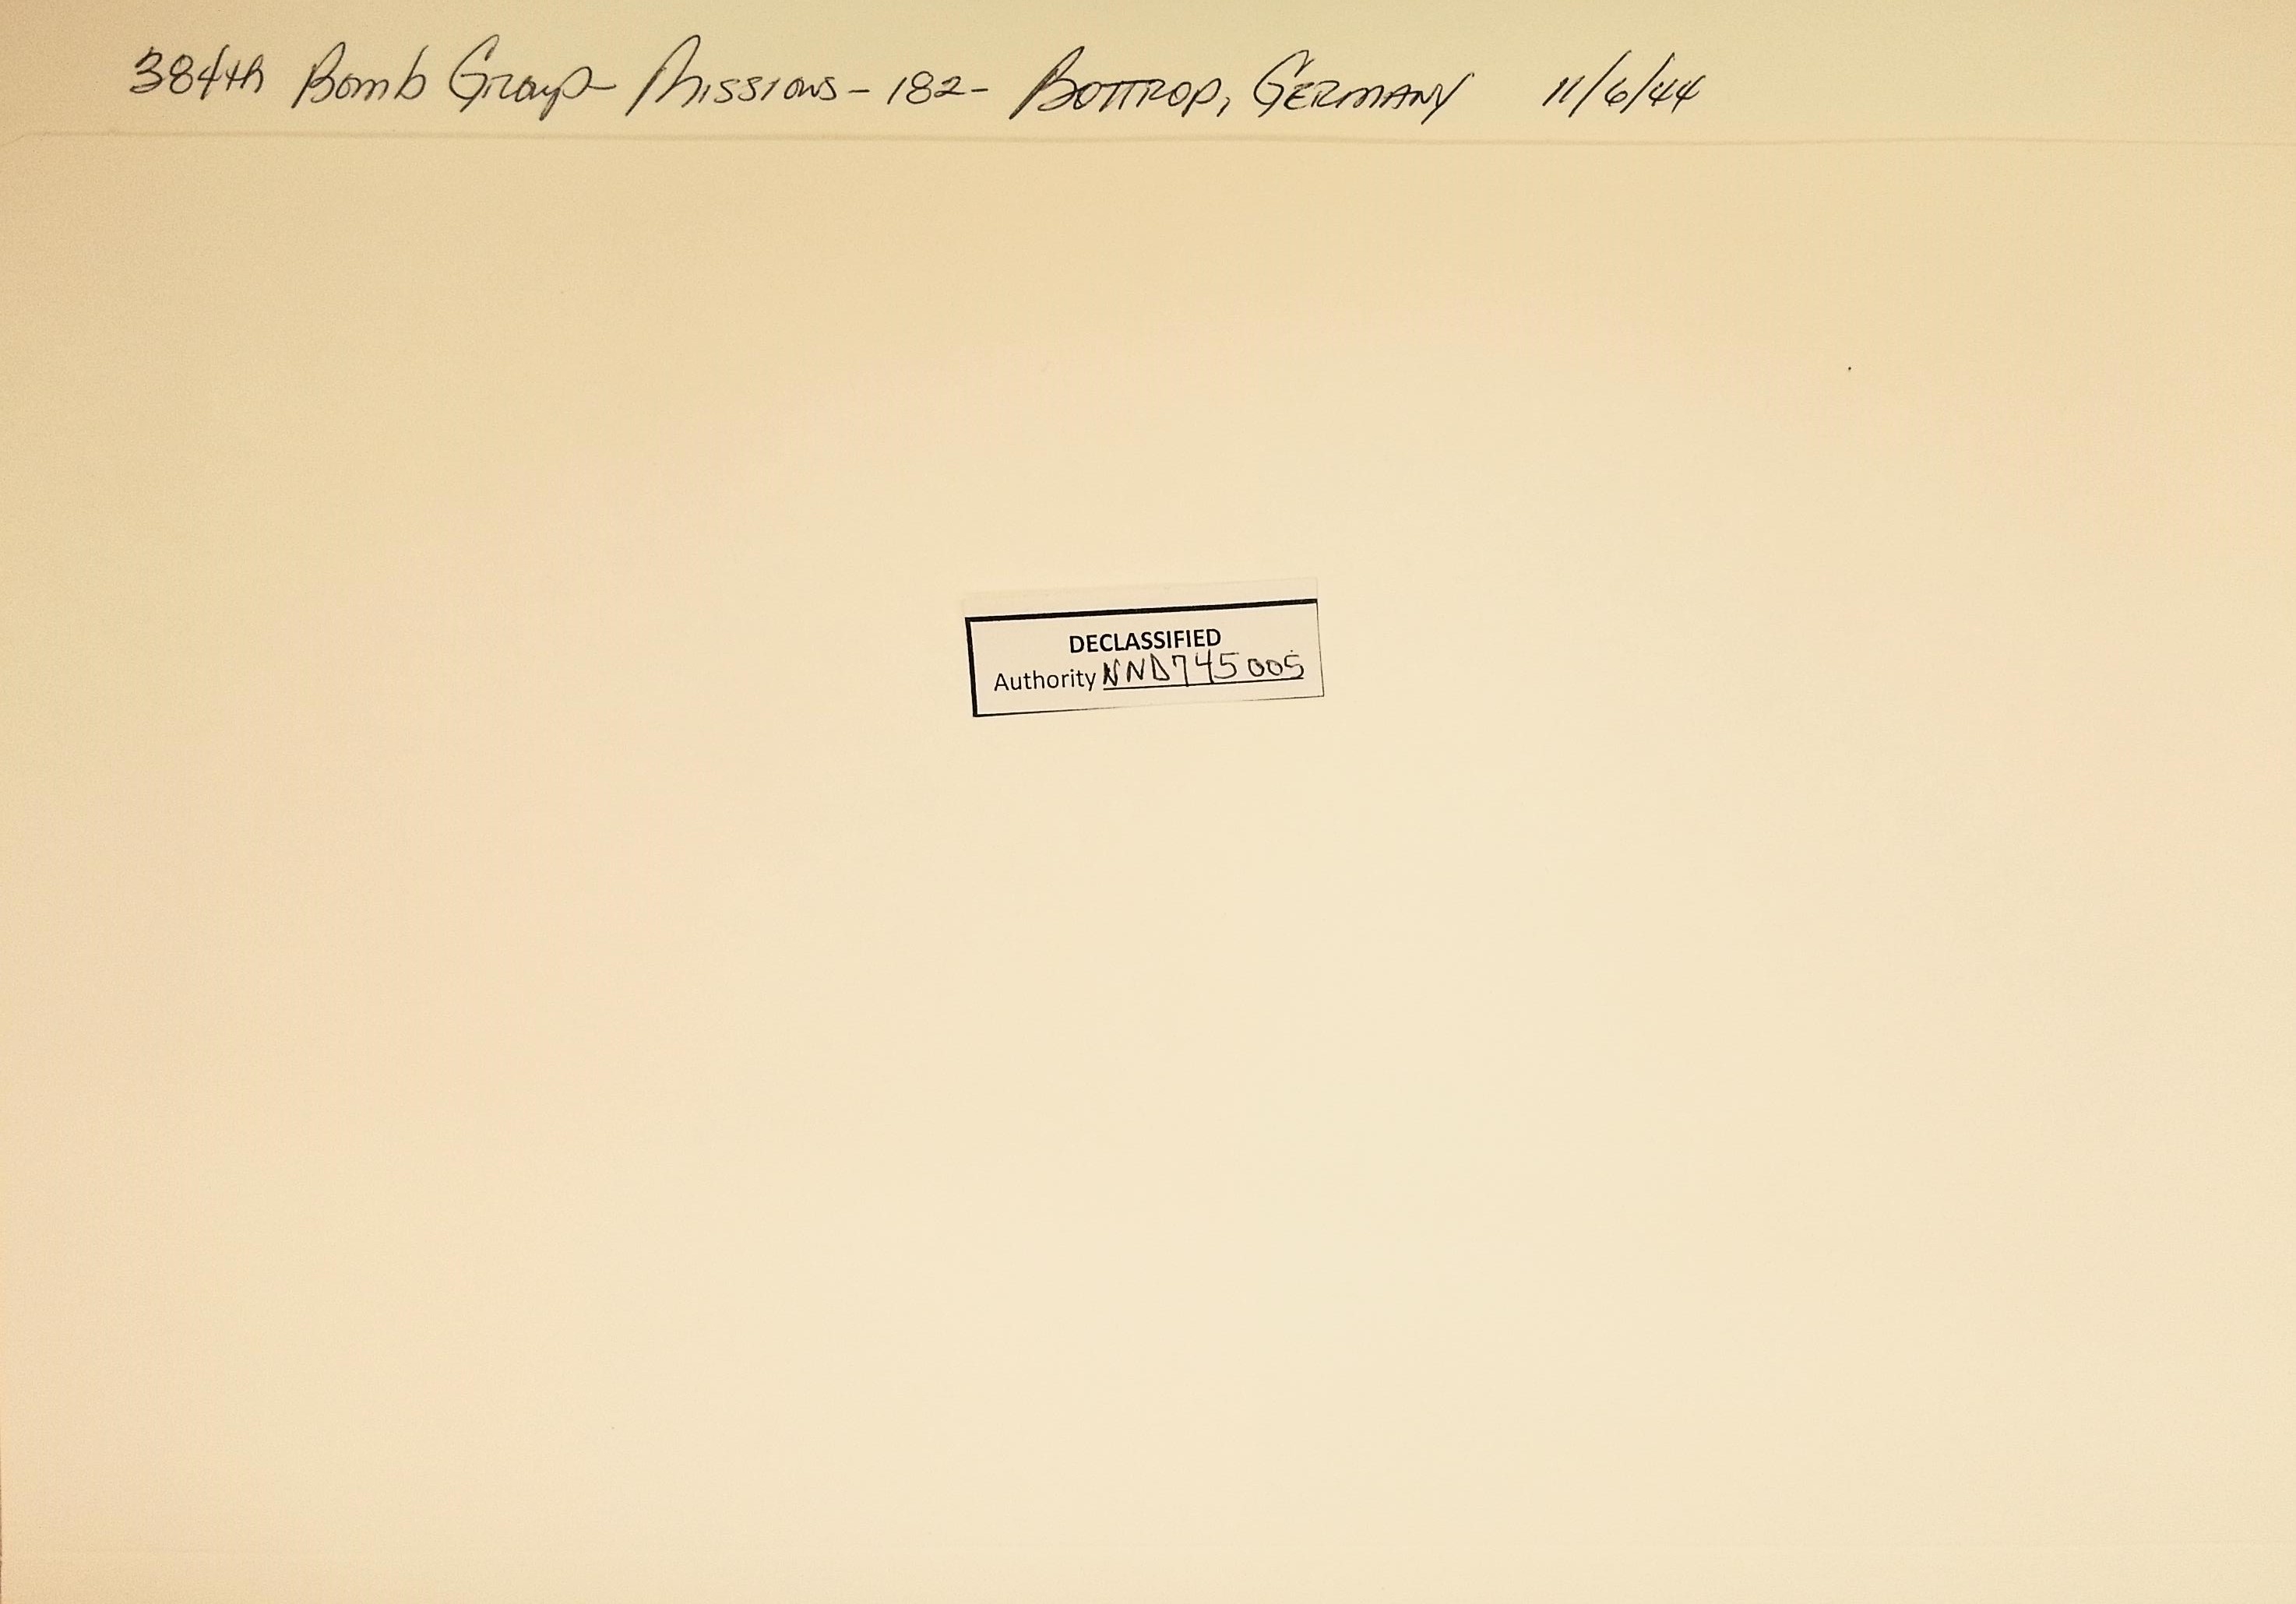 384th Bomb Group - Missions - 182 - Bottrop, Germany 11/6/44
DECLASSIFIED
Authority NND745005